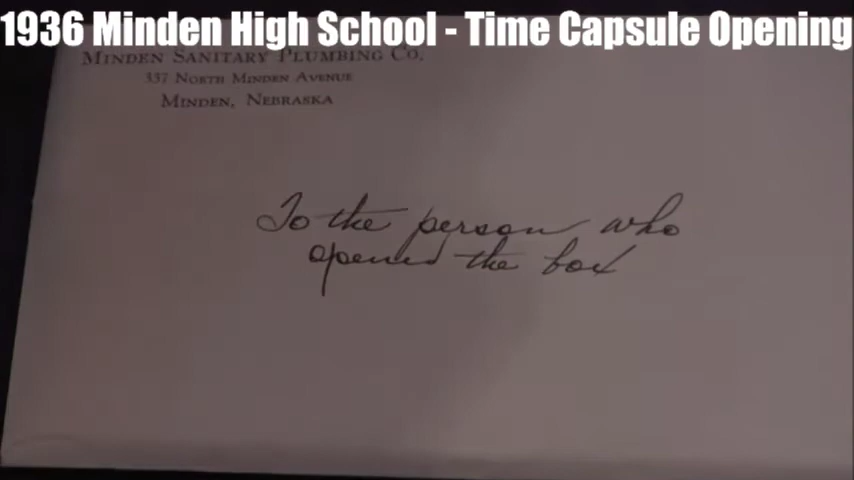 1936 Minden High School - Time Capsule Opening
MINDEN SANITARY PLUMBING CO.
337 NORTH MINDEN AVENUE
MINDEN, NEBRASKA
To the person who
opened the box